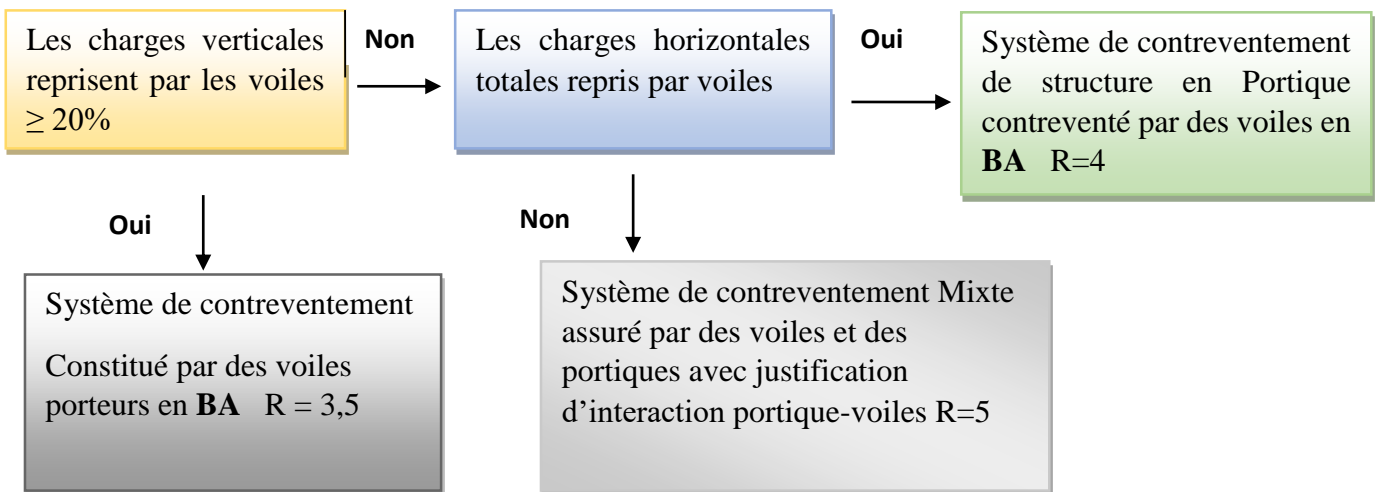 Les charges verticales
reprisent par les voiles
≥ 20%
Non
Les charges horizontales
totales repris par voiles
Oui
Système de contreventement
de structure en Portique
contreventé par des voiles en
BA R=4
Oui
Non
Système de contreventement
Constitué par des voiles
porteurs en BA R = 3,5
Système de contreventement Mixte
assuré par des voiles et des
portiques avec justification
d’interaction portique-voiles R=5